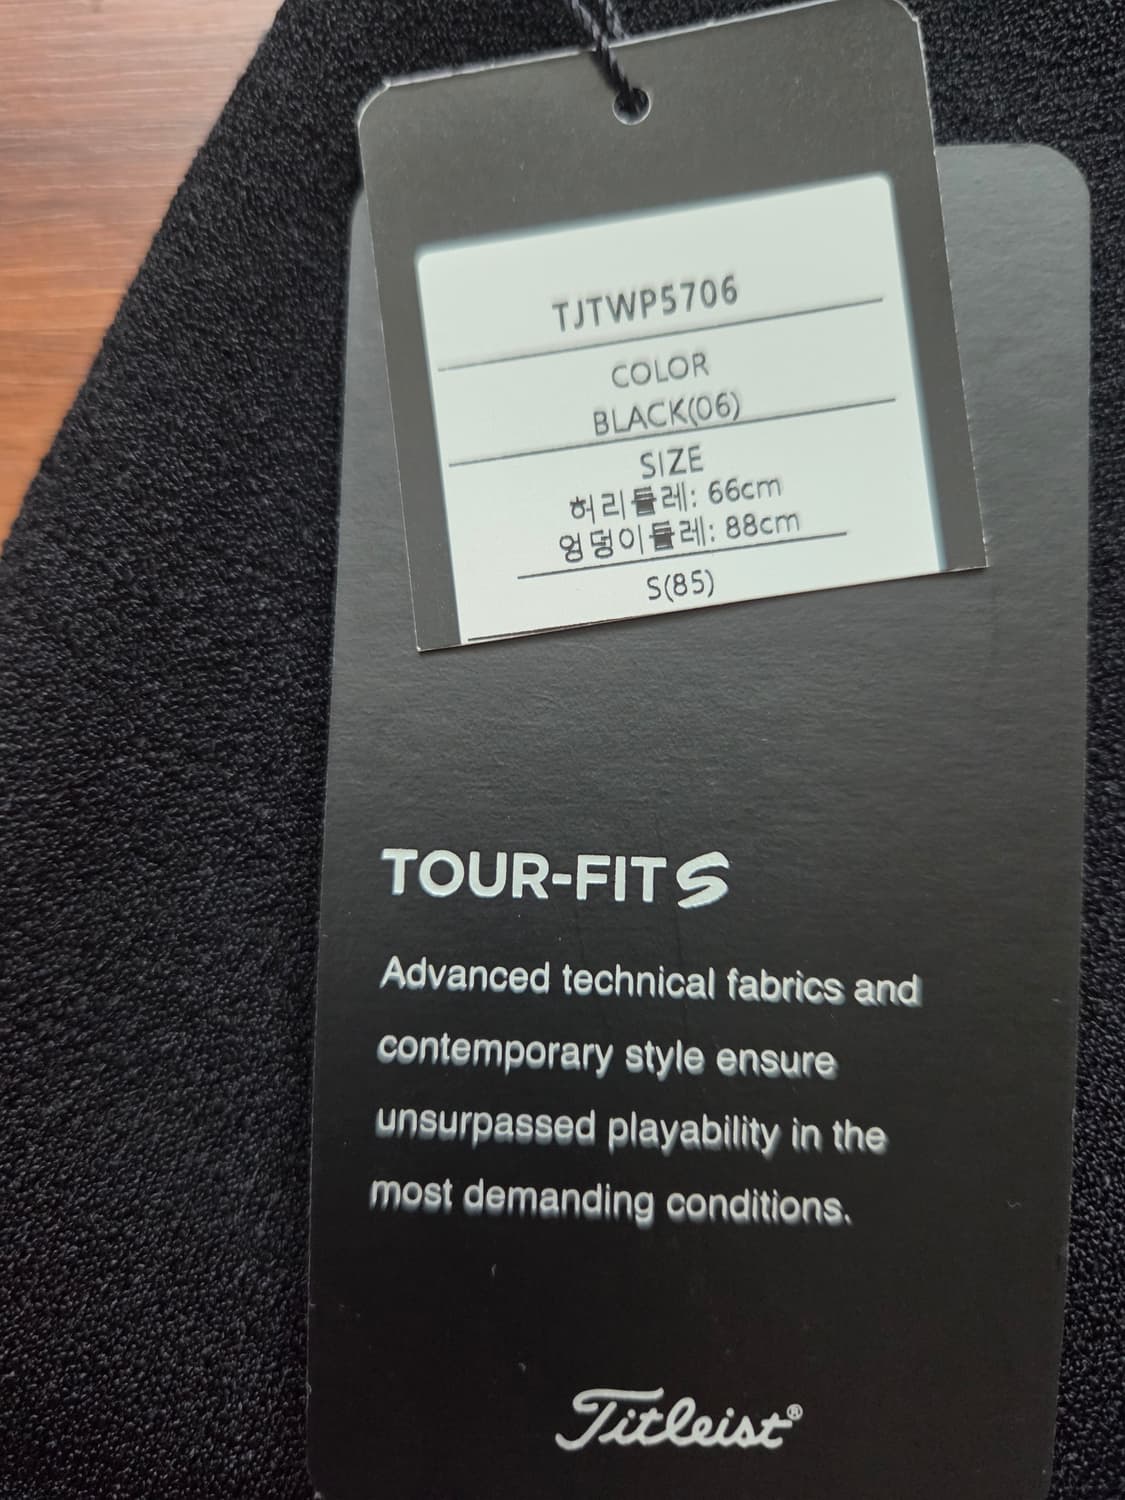 TJTWP5706
COLOR
BLACK(06)
SIZE
허리둘레: 66cm
엉덩이둘레: 88cm
S(85)
TOUR-FIT S
Advanced technical fabrics and
contemporary style ensure
unsurpassed playability in the
most demanding conditions.
Titleist®